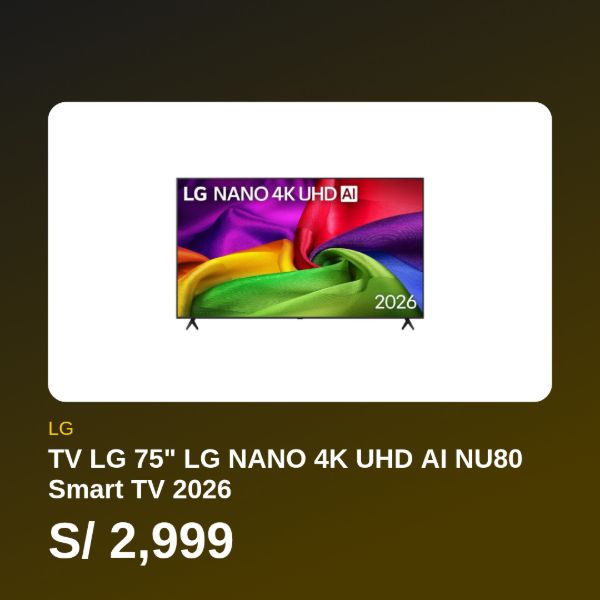 LG NANO 4K UHD AI
2026
LG
TV LG 75" LG NANO 4K UHD AI NU80
Smart TV 2026
S/ 2,999